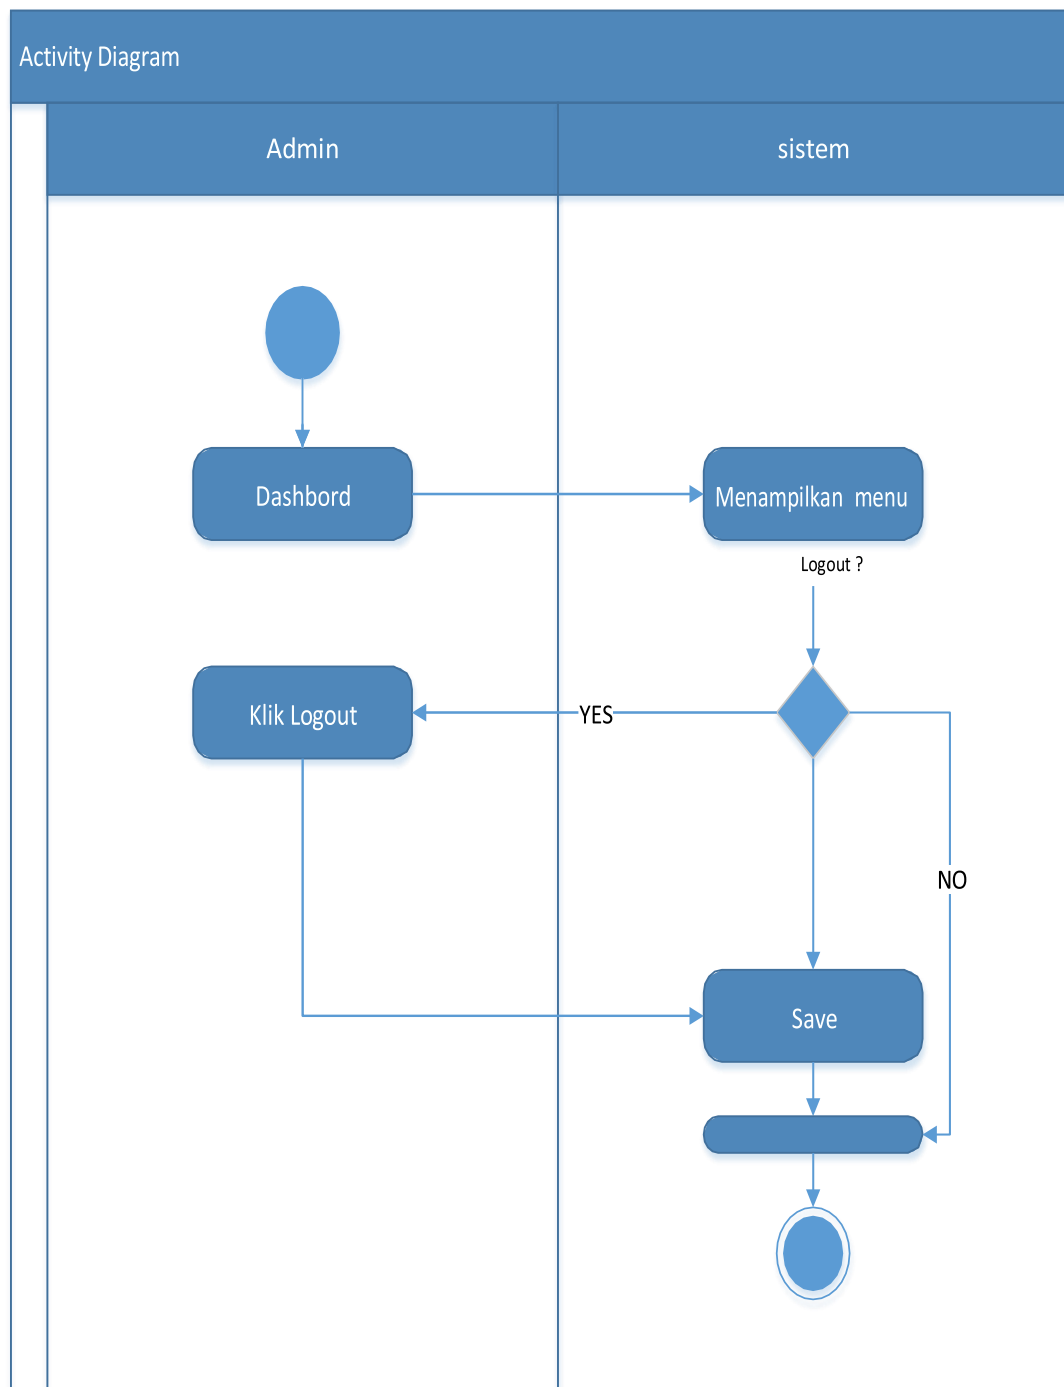 Activity Diagram
Admin
sistem
Dashbord
Menampilkan menu
Logout ?
Klik Logout
YES
NO
Save